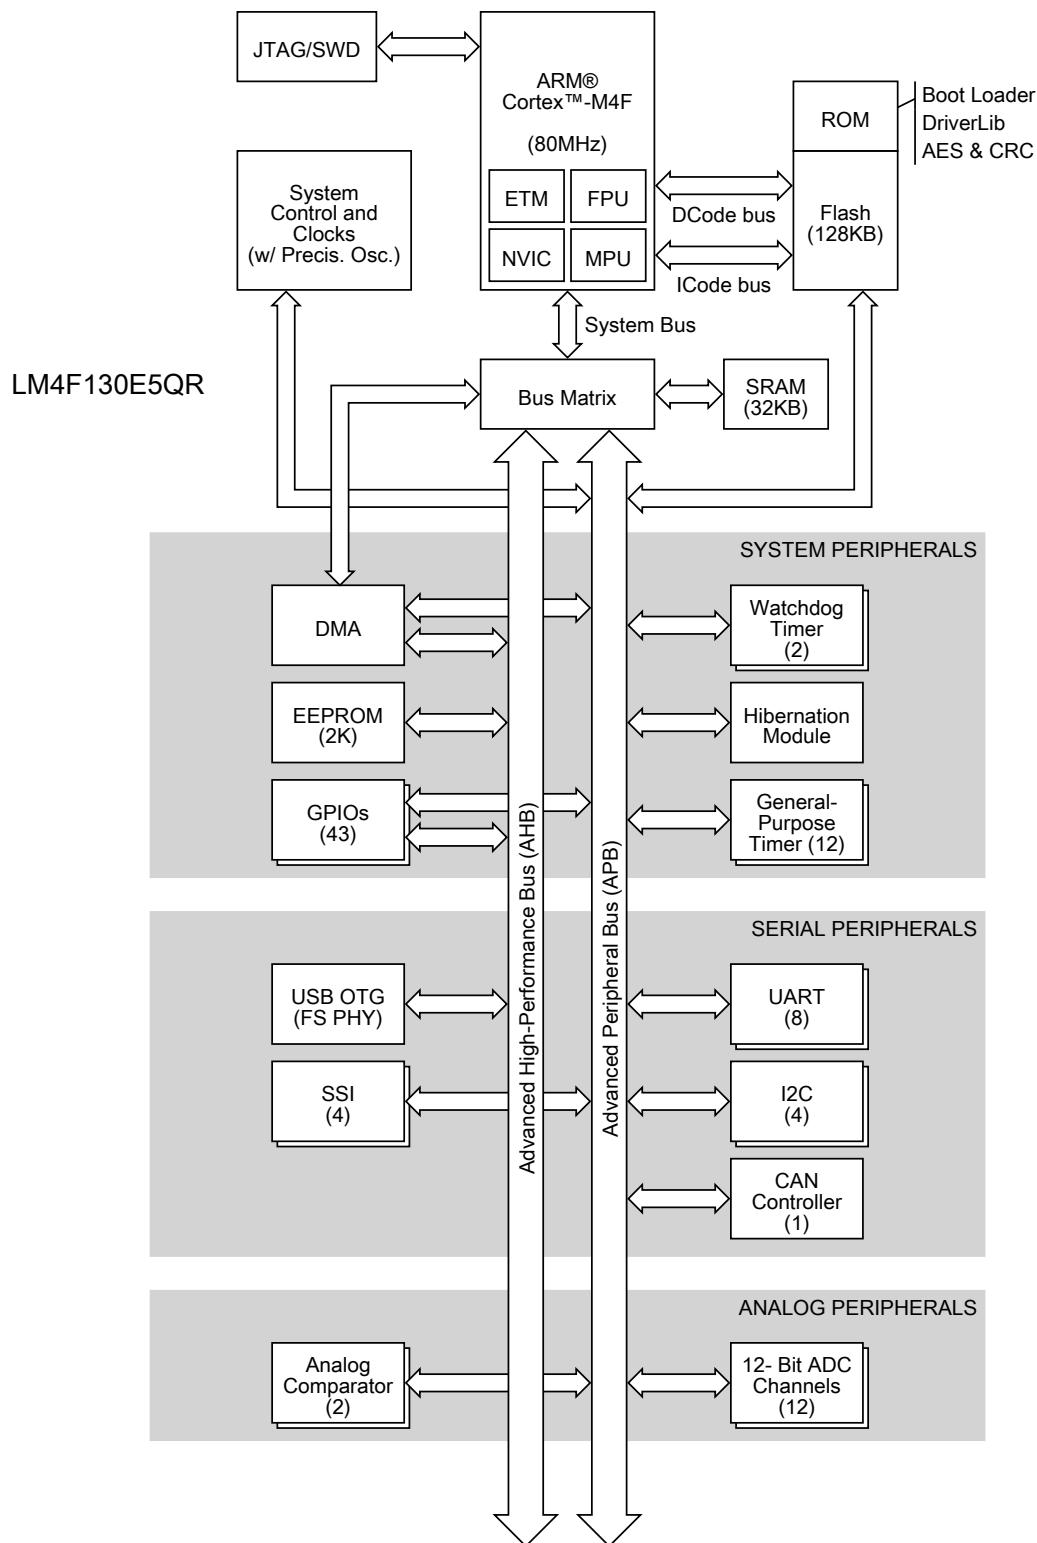 JTAG/SWD
ARM®
Cortex™-M4F
(80MHz)
ETM
FPU
NVIC
MPU
ROM
Boot Loader
DriverLib
AES & CRC
Flash
(128KB)
DCode bus
ICode bus
System
Control and
Clocks
(w/ Precis. Osc.)
System Bus
LM4F130E5QR
Bus Matrix
SRAM
(32KB)
SYSTEM PERIPHERALS
DMA
Watchdog
Timer
(2)
EEPROM
(2K)
Hibernation
Module
GPIOs
(43)
General-
Purpose
Timer (12)
Advanced High-Performance Bus (AHB)
Advanced Peripheral Bus (APB)
SERIAL PERIPHERALS
USB OTG
(FS PHY)
UART
(8)
SSI
(4)
I2C
(4)
CAN
Controller
(1)
ANALOG PERIPHERALS
Analog
Comparator
(2)
12- Bit ADC
Channels
(12)